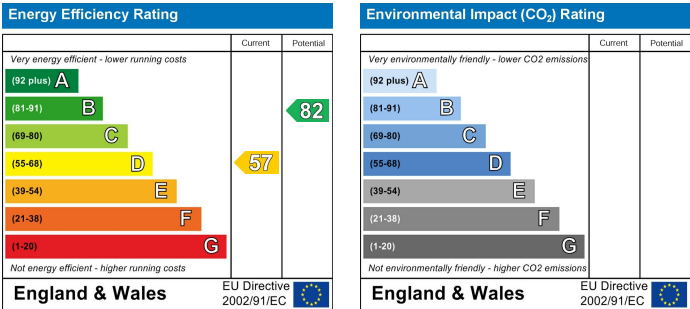 Energy Efficiency Rating
Current Potential
Very energy efficient - lower running costs
(92 plus) A
(81-91) B
82
(69-80) C
(55-68) D
57
(39-54) E
(21-38) F
(1-20) G
Not energy efficient - higher running costs
England & Wales
EU Directive
2002/91/EC
Environmental Impact (CO₂) Rating
Current Potential
Very environmentally friendly - lower CO2 emissions
(92 plus) A
(81-91) B
(69-80) C
(55-68) D
(39-54) E
(21-38) F
(1-20) G
Not environmentally friendly - higher CO2 emissions
England & Wales
EU Directive
2002/91/EC